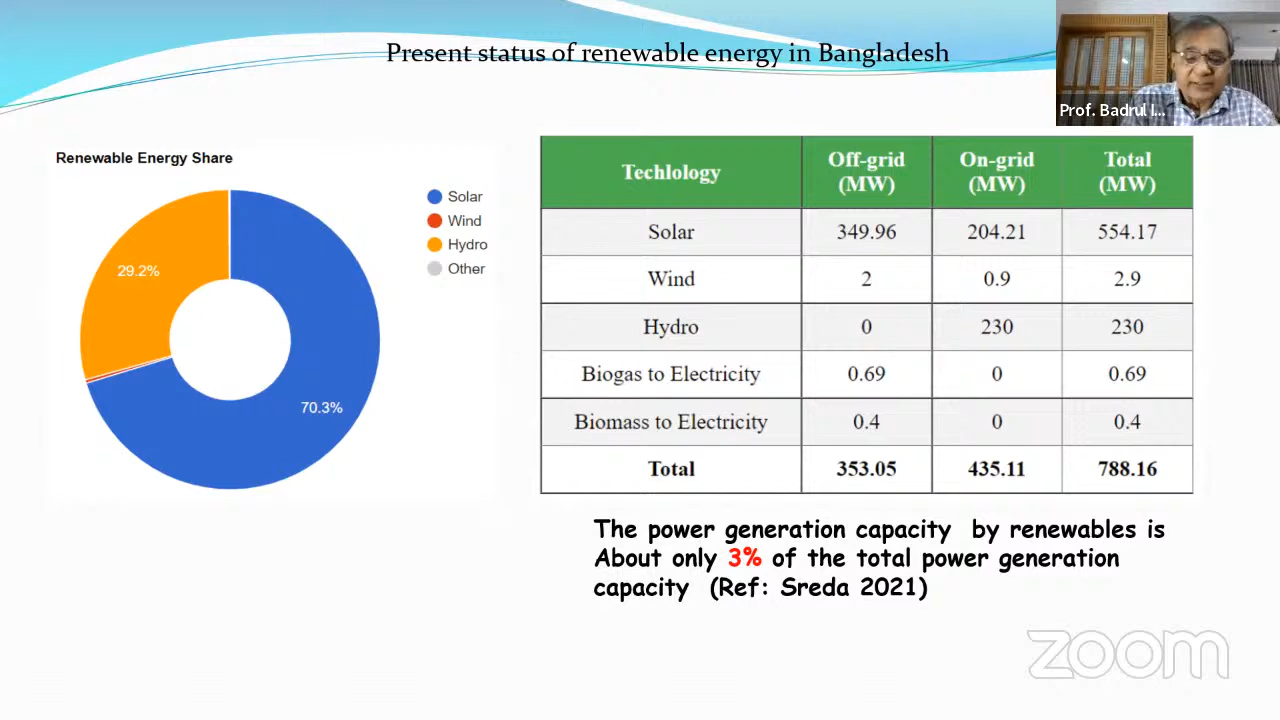 Present status of renewable energy in Bangladesh
Prof. Badrul I...
Renewable Energy Share
Solar
Wind
Hydro
Other
29.2%
70.3%
Techlology Off-grid (MW) On-grid (MW) Total (MW)
Solar 349.96 204.21 554.17
Wind 2 0.9 2.9
Hydro 0 230 230
Biogas to Electricity 0.69 0 0.69
Biomass to Electricity 0.4 0 0.4
Total 353.05 435.11 788.16
The power generation capacity by renewables is
About only 3% of the total power generation
capacity (Ref: Sreda 2021)
zoom